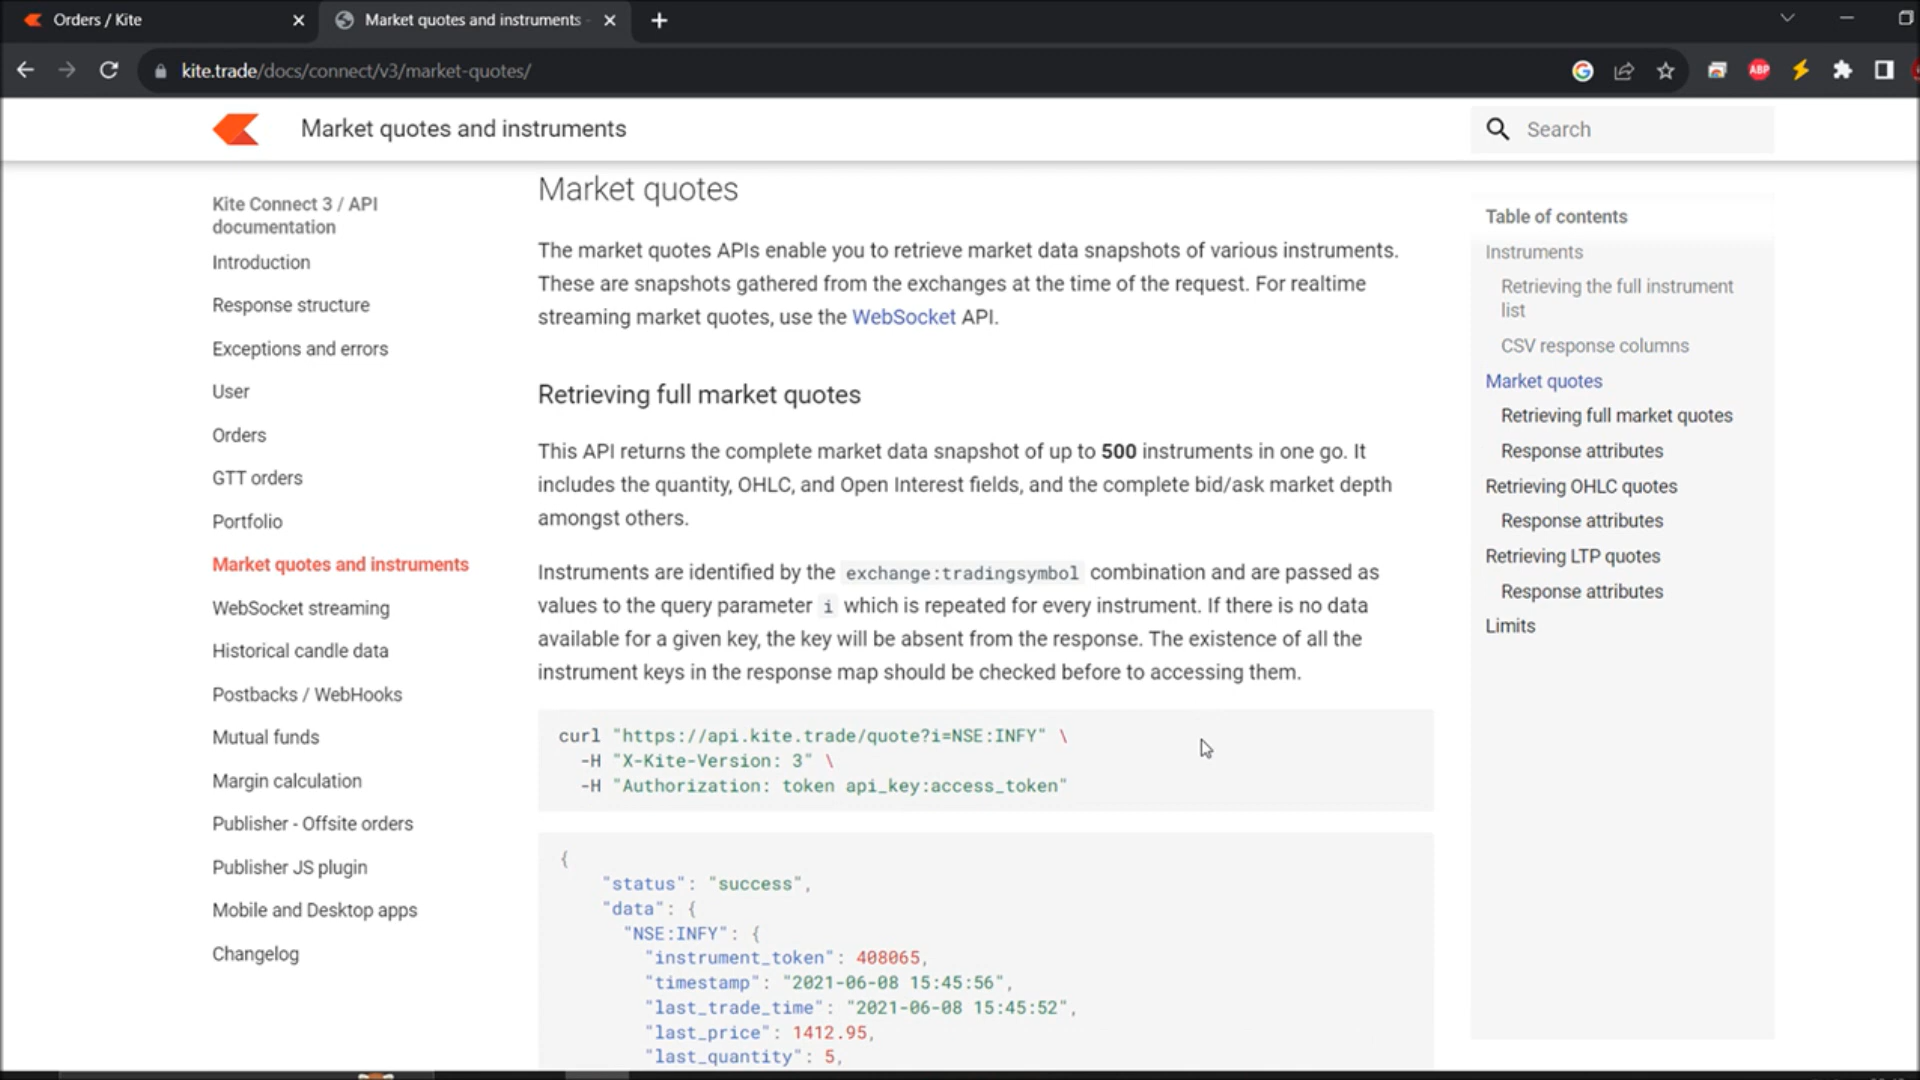 Orders / Kite
Market quotes and instruments -
kite.trade/docs/connect/v3/market-quotes/
ABP
Market quotes and instruments
Search
Kite Connect 3 / API
documentation
Introduction
Response structure
Exceptions and errors
User
Orders
GTT orders
Portfolio
Market quotes and instruments
WebSocket streaming
Historical candle data
Postbacks / WebHooks
Mutual funds
Margin calculation
Publisher - Offsite orders
Publisher JS plugin
Mobile and Desktop apps
Changelog
Market quotes
The market quotes APIs enable you to retrieve market data snapshots of various instruments.
These are snapshots gathered from the exchanges at the time of the request. For realtime
streaming market quotes, use the WebSocket API.
Retrieving full market quotes
This API returns the complete market data snapshot of up to 500 instruments in one go. It
includes the quantity, OHLC, and Open Interest fields, and the complete bid/ask market depth
amongst others.
Instruments are identified by the exchange:tradingsymbol combination and are passed as
values to the query parameter i which is repeated for every instrument. If there is no data
available for a given key, the key will be absent from the response. The existence of all the
instrument keys in the response map should be checked before to accessing them.
curl "https://api.kite.trade/quote?i=NSE:INFY" \
-H "X-Kite-Version: 3" \
-H "Authorization: token api_key:access_token"
{
"status": "success",
"data": {
"NSE:INFY": {
"instrument_token": 408065,
"timestamp": "2021-06-08 15:45:56",
"last_trade_time": "2021-06-08 15:45:52",
"last_price": 1412.95,
"last_quantity": 5,
Table of contents
Instruments
Retrieving the full instrument
list
CSV response columns
Market quotes
Retrieving full market quotes
Response attributes
Retrieving OHLC quotes
Response attributes
Retrieving LTP quotes
Response attributes
Limits